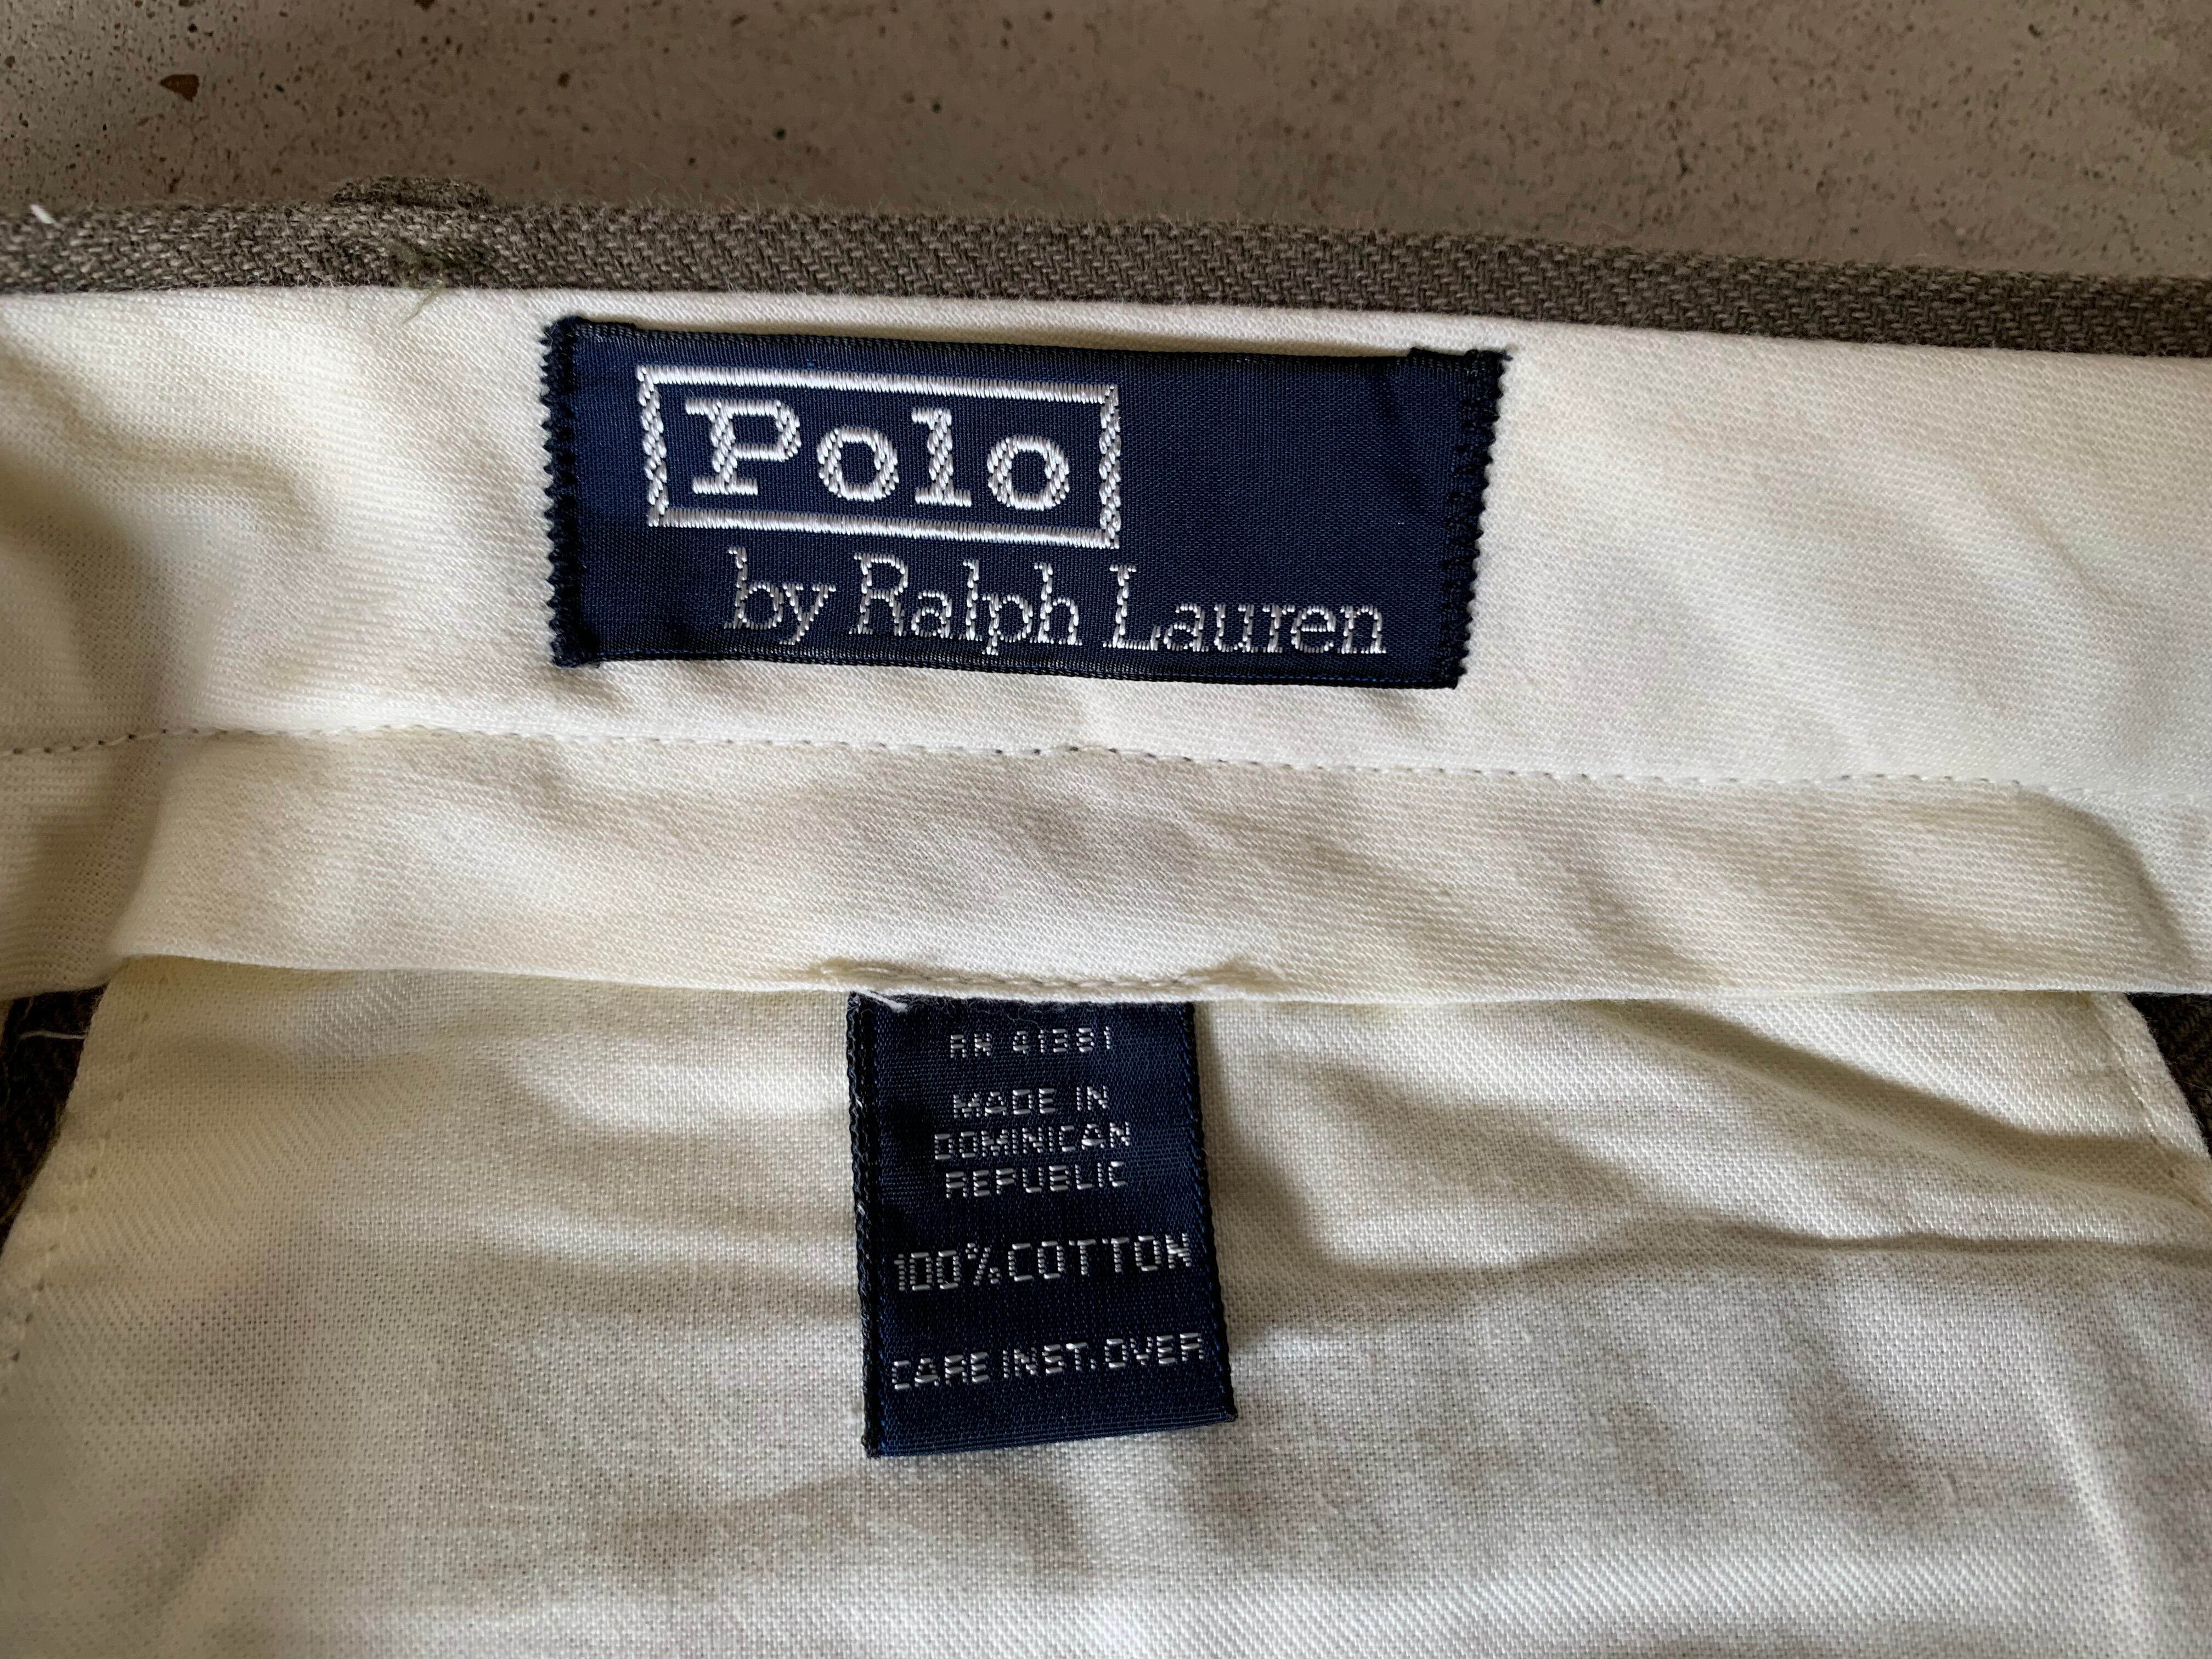 Polo
by Ralph Lauren
RN 41381
MADE IN
DOMINICAN
REPUBLIC
100% COTTON
CARE INST. OVER